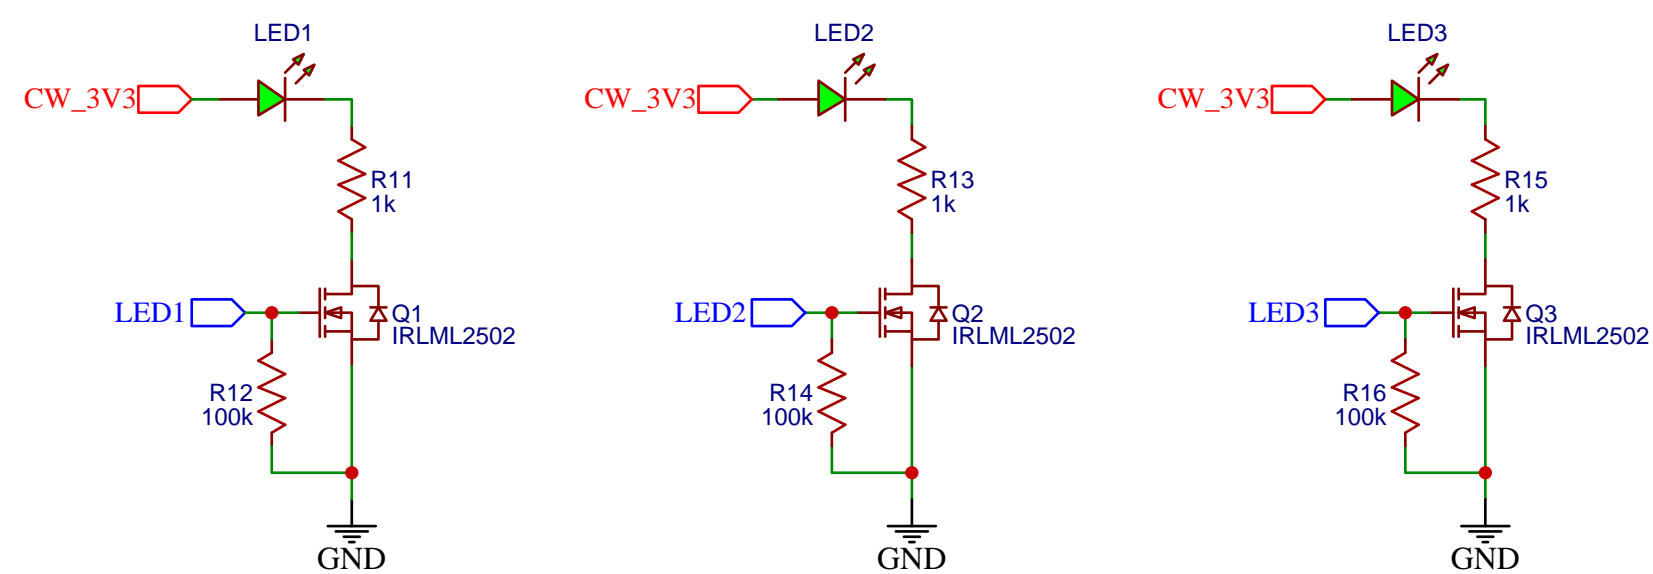 LED1
CW_3V3
R11
1k
LED1
Q1
IRLML2502
R12
100k
GND
LED2
CW_3V3
R13
1k
LED2
Q2
IRLML2502
R14
100k
GND
LED3
CW_3V3
R15
1k
LED3
Q3
IRLML2502
R16
100k
GND